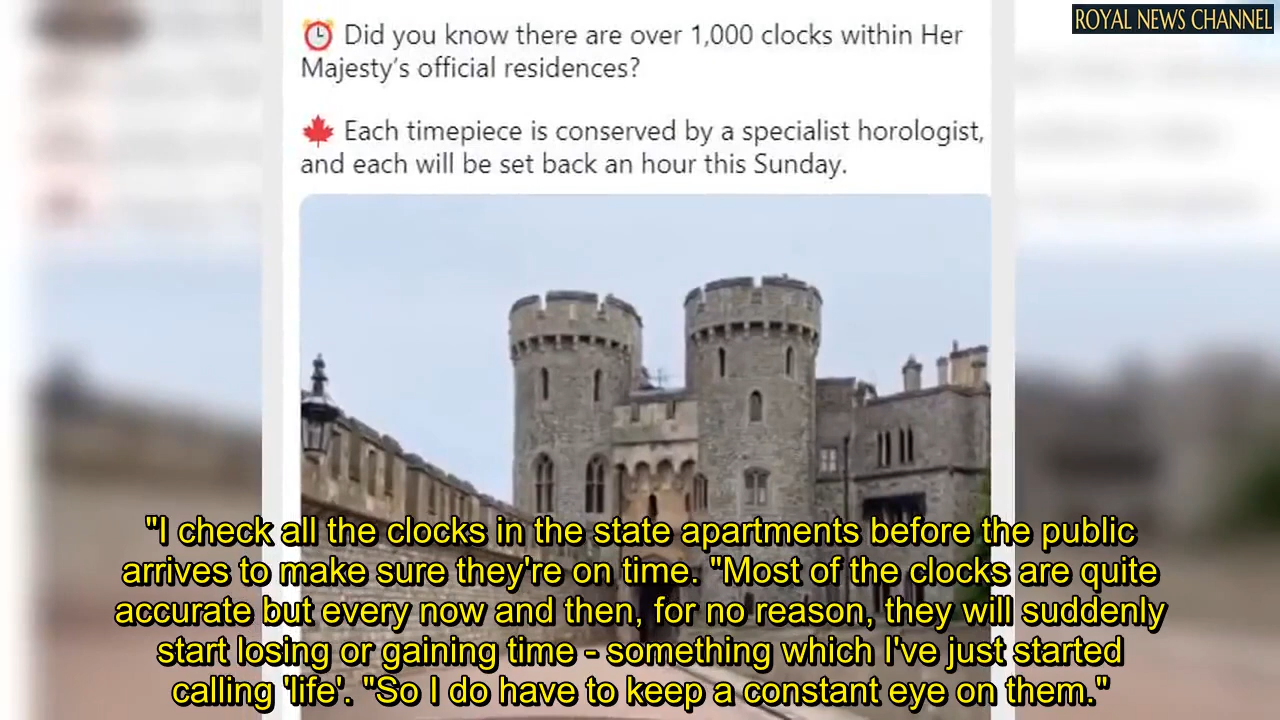 ROYAL NEWS CHANNEL
⏰ Did you know there are over 1,000 clocks within Her
Majesty’s official residences?
🍁 Each timepiece is conserved by a specialist horologist,
and each will be set back an hour this Sunday.
"I check all the clocks in the state apartments before the public
arrives to make sure they're on time. "Most of the clocks are quite
accurate but every now and then, for no reason, they will suddenly
start losing or gaining time - something which I've just started
calling 'life'. "So I do have to keep a constant eye on them."